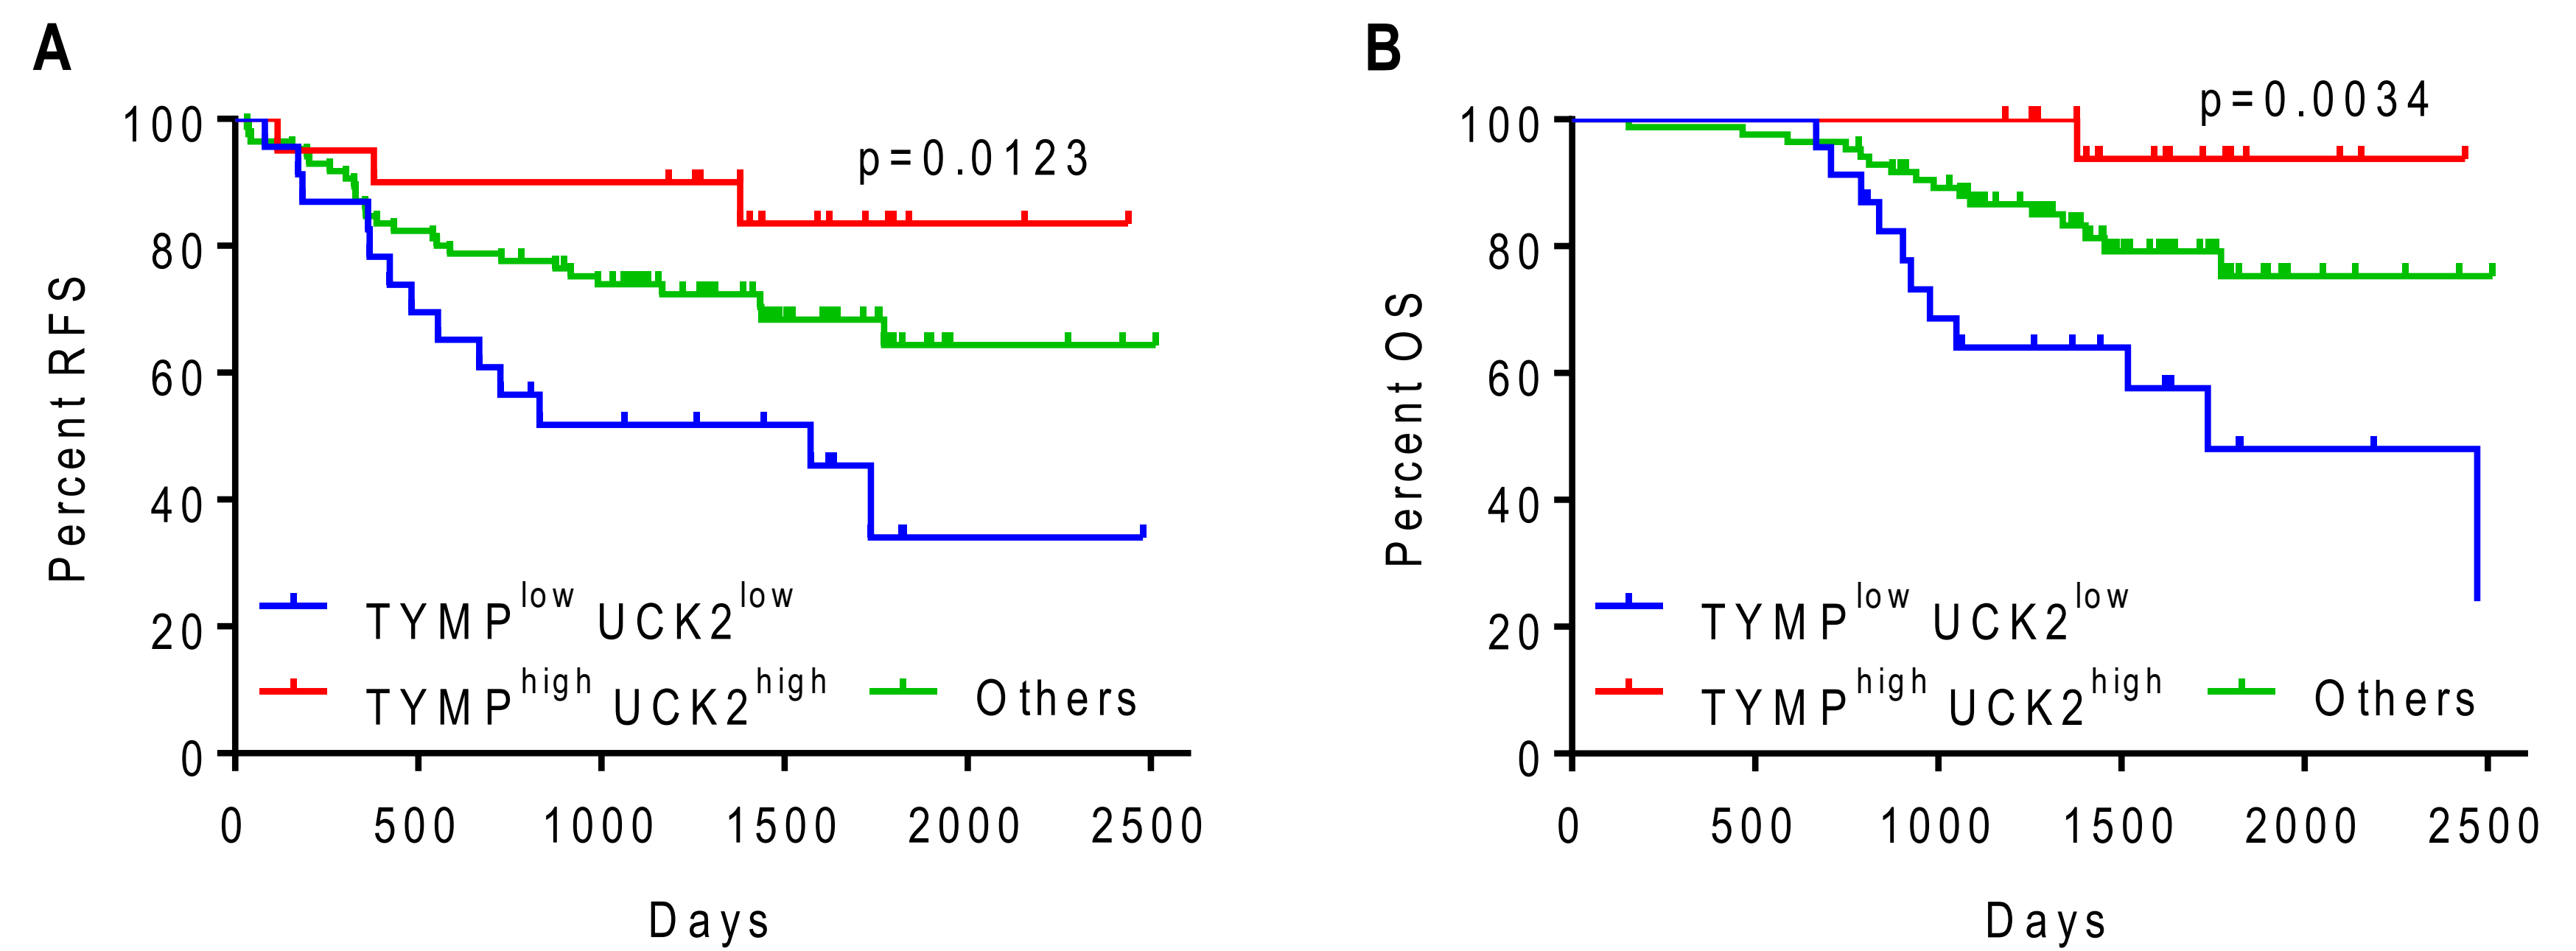 A
Percent RFS
100
80
60
40
20
0
p=0.0123
TYMPlow UCK2low
TYMPhigh UCK2high
Others
0 500 1000 1500 2000 2500
Days
B
Percent OS
100
80
60
40
20
0
p=0.0034
TYMPlow UCK2low
TYMPhigh UCK2high
Others
0 500 1000 1500 2000 2500
Days